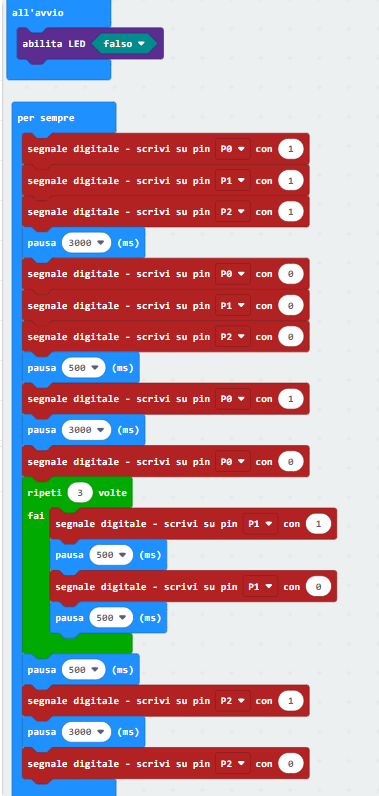 all'avvio
abilita LED falso
per sempre
segnale digitale - scrivi su pin P0 con 1
segnale digitale - scrivi su pin P1 con 1
segnale digitale - scrivi su pin P2 con 1
pausa 3000 (ms)
segnale digitale - scrivi su pin P0 con 0
segnale digitale - scrivi su pin P1 con 0
segnale digitale - scrivi su pin P2 con 0
pausa 500 (ms)
segnale digitale - scrivi su pin P0 con 1
pausa 3000 (ms)
segnale digitale - scrivi su pin P0 con 0
ripeti 3 volte
fai
segnale digitale - scrivi su pin P1 con 1
pausa 500 (ms)
segnale digitale - scrivi su pin P1 con 0
pausa 500 (ms)
pausa 500 (ms)
segnale digitale - scrivi su pin P2 con 1
pausa 3000 (ms)
segnale digitale - scrivi su pin P2 con 0